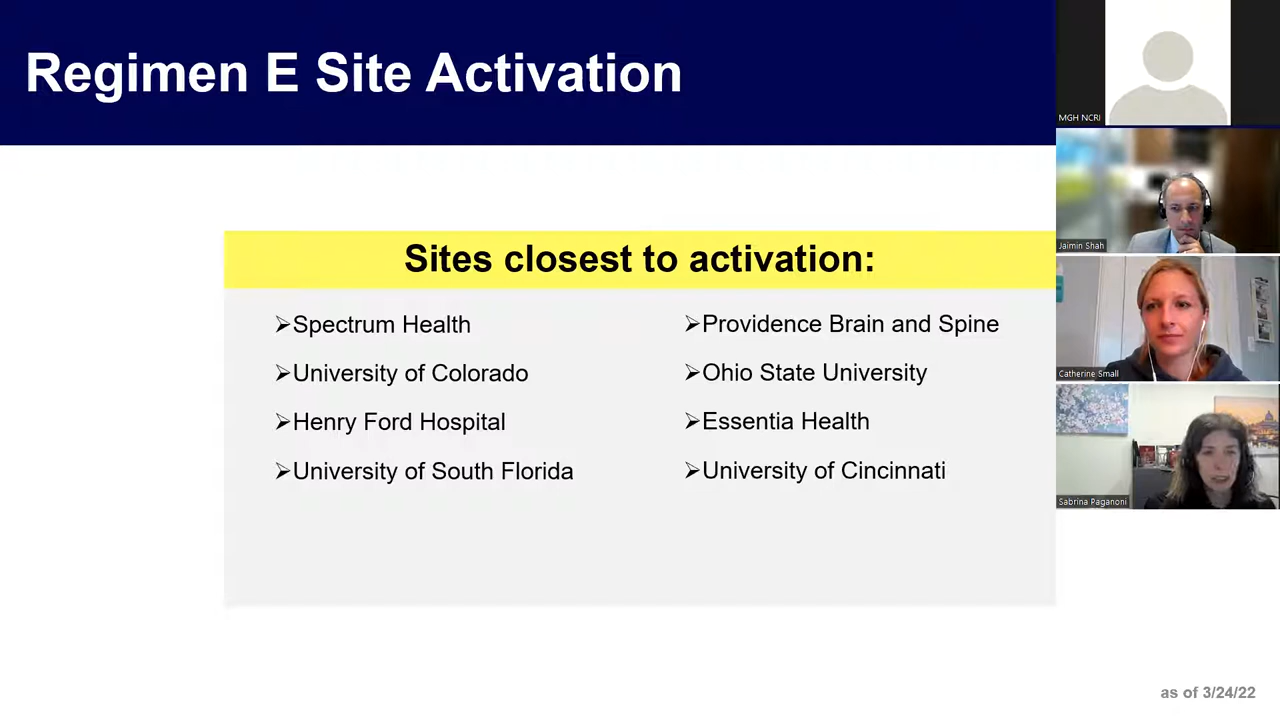 Regimen E Site Activation
Sites closest to activation:
➢Spectrum Health
➢University of Colorado
➢Henry Ford Hospital
➢University of South Florida
➢Providence Brain and Spine
➢Ohio State University
➢Essentia Health
➢University of Cincinnati
as of 3/24/22
MGH NCRI
Jaimin Shah
Catherine Small
Sabrina Paganoni